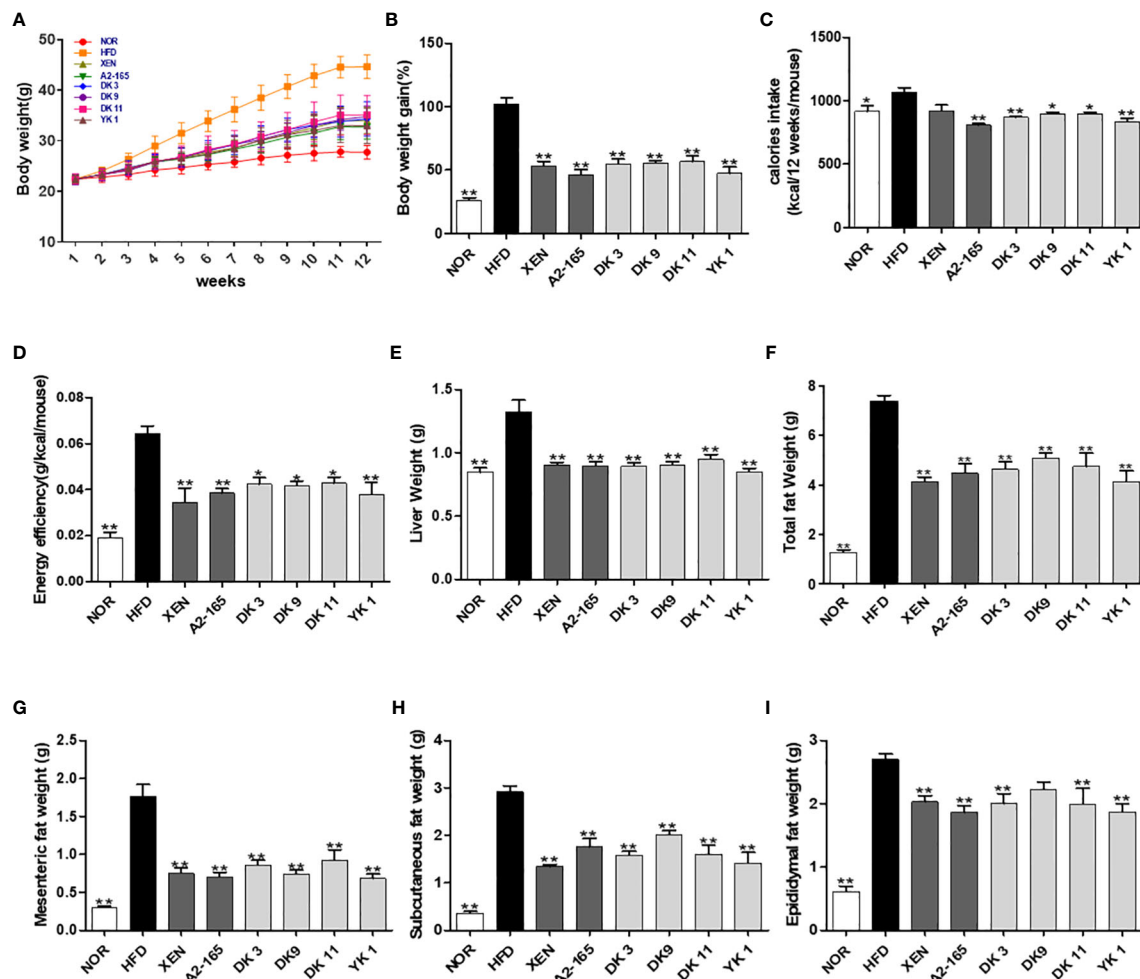 A
NOR
HFD
XEN
A2-165
DK 3
DK 9
DK 11
YK 1
Body weight(g)
50
40
30
20
10
1 2 3 4 5 6 7 8 9 10 11 12
weeks
B
Body weight gain(%)
150
100
50
0
** ** ** ** ** ** **
NOR HFD XEN A2-165 DK 3 DK 9 DK 11 YK 1
C
calories intake
(kcal/12 weeks/mouse)
1500
1000
500
0
* ** ** * * **
NOR HFD XEN A2-165 DK 3 DK 9 DK 11 YK 1
D
Energy efficiency(g/kcal/mouse)
0.08
0.06
0.04
0.02
0.00
** ** ** * * * **
NOR HFD XEN A2-165 DK 3 DK 9 DK 11 YK 1
E
Liver Weight (g)
1.5
1.0
0.5
0.0
** ** ** ** ** ** **
NOR HFD XEN A2-165 DK 3 DK9 DK 11 YK 1
F
Total fat Weight (g)
8
6
4
2
0
** ** ** ** ** ** **
NOR HFD XEN A2-165 DK 3 DK9 DK 11 YK 1
G
Mesenteric fat weight (g)
2.5
2.0
1.5
1.0
0.5
0.0
** ** ** ** ** ** **
NOR HFD XEN A2-165 DK 3 DK9 DK 11 YK 1
H
Subcutaneous fat weight (g)
4
3
2
1
0
** ** ** ** ** ** **
NOR HFD XEN A2-165 DK 3 DK9 DK 11 YK 1
I
Epididymal fat weight (g)
3
2
1
0
** ** ** ** ** **
NOR HFD XEN A2-165 DK 3 DK9 DK 11 YK 1